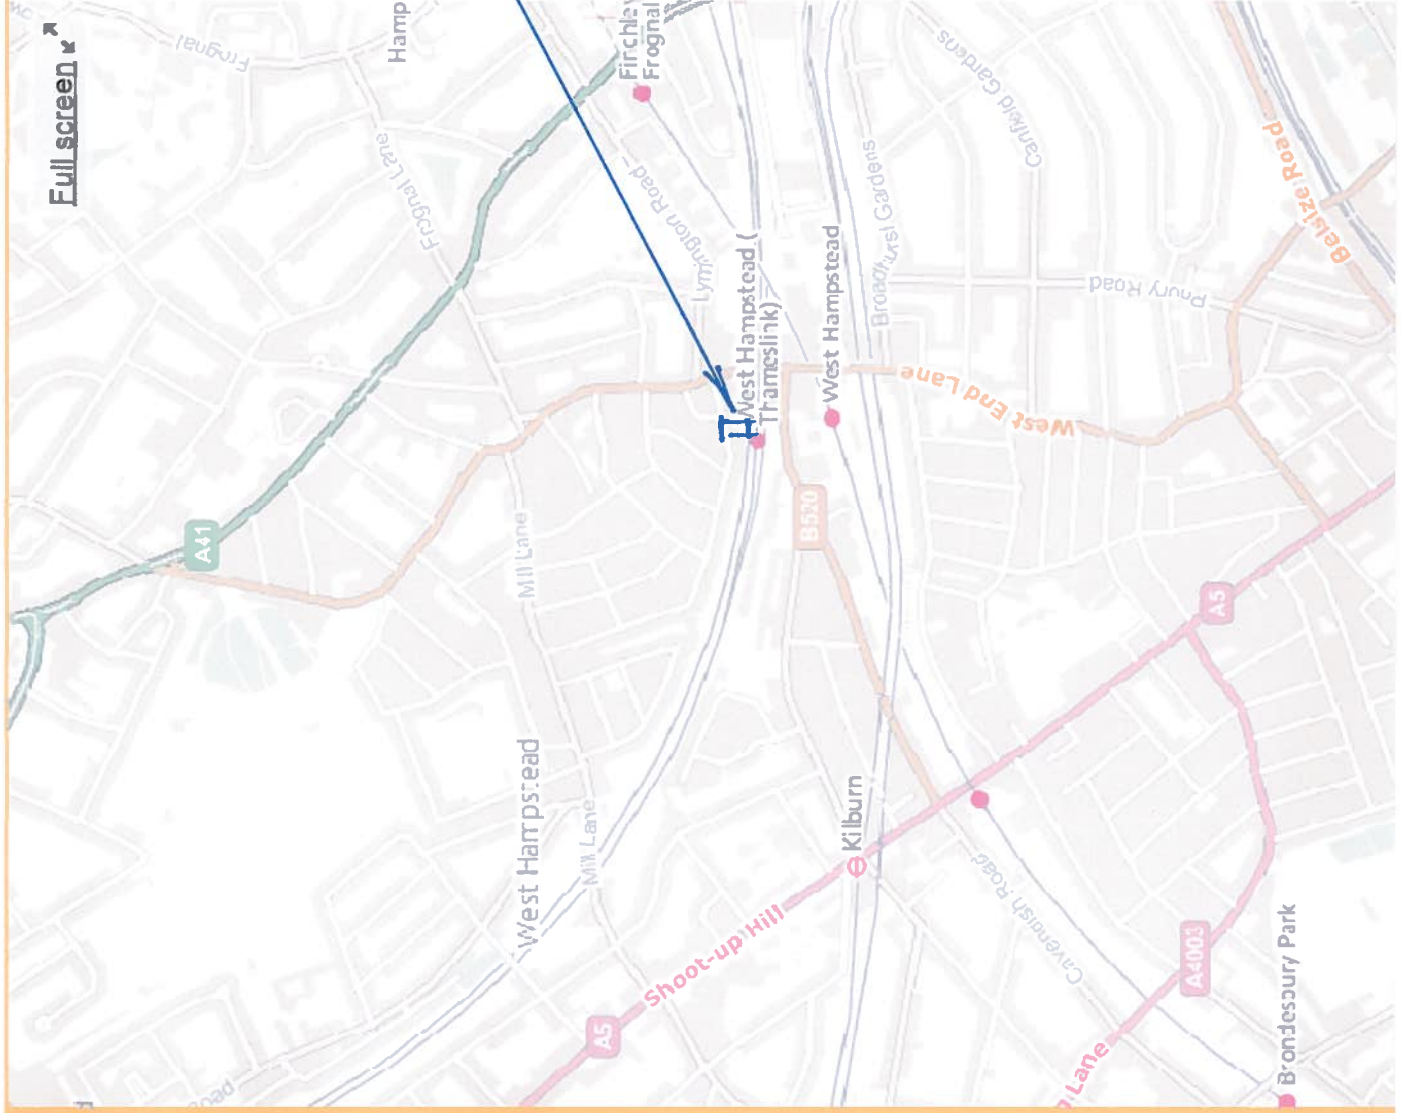 Full screen
Frognal
Hamp
Finchle
Frognal
Frognal Lane
Lymington Road
Lymington
Canfield Gardens
Broadhurst Gardens
Belsize Road
Priory Road
West Hampstead (
Thameslink)
West Hampstead
West End Lane
A41
Mill Lane
B520
A5
West Hampstead
Mill Lane
Kilburn
Shoot-up Hill
Cavendish Road
A4003
A5
Lane
Brondesbury Park